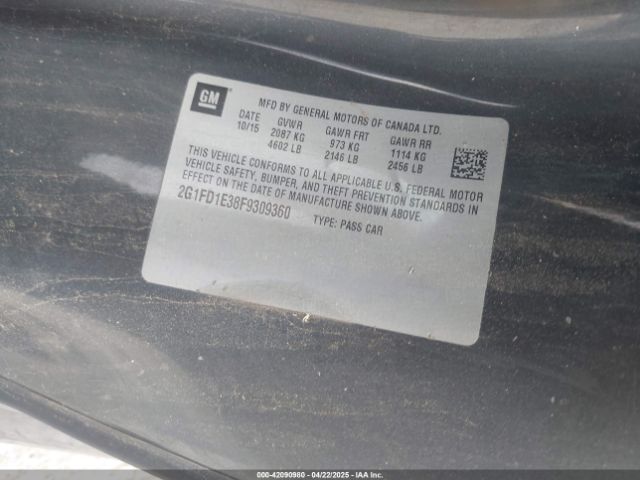 GM
MFD BY GENERAL MOTORS OF CANADA LTD.
DATE GVWR GAWR FRT GAWR RR
10/15 2087 KG 973 KG 1114 KG
4602 LB 2146 LB 2456 LB
THIS VEHICLE CONFORMS TO ALL APPLICABLE U.S. FEDERAL MOTOR
VEHICLE SAFETY, BUMPER, AND THEFT PREVENTION STANDARDS IN
EFFECT ON THE DATE OF MANUFACTURE SHOWN ABOVE.
2G1FD1E38F9309360 TYPE: PASS CAR
000-42090980 - 04/22/2025 - IAA Inc.